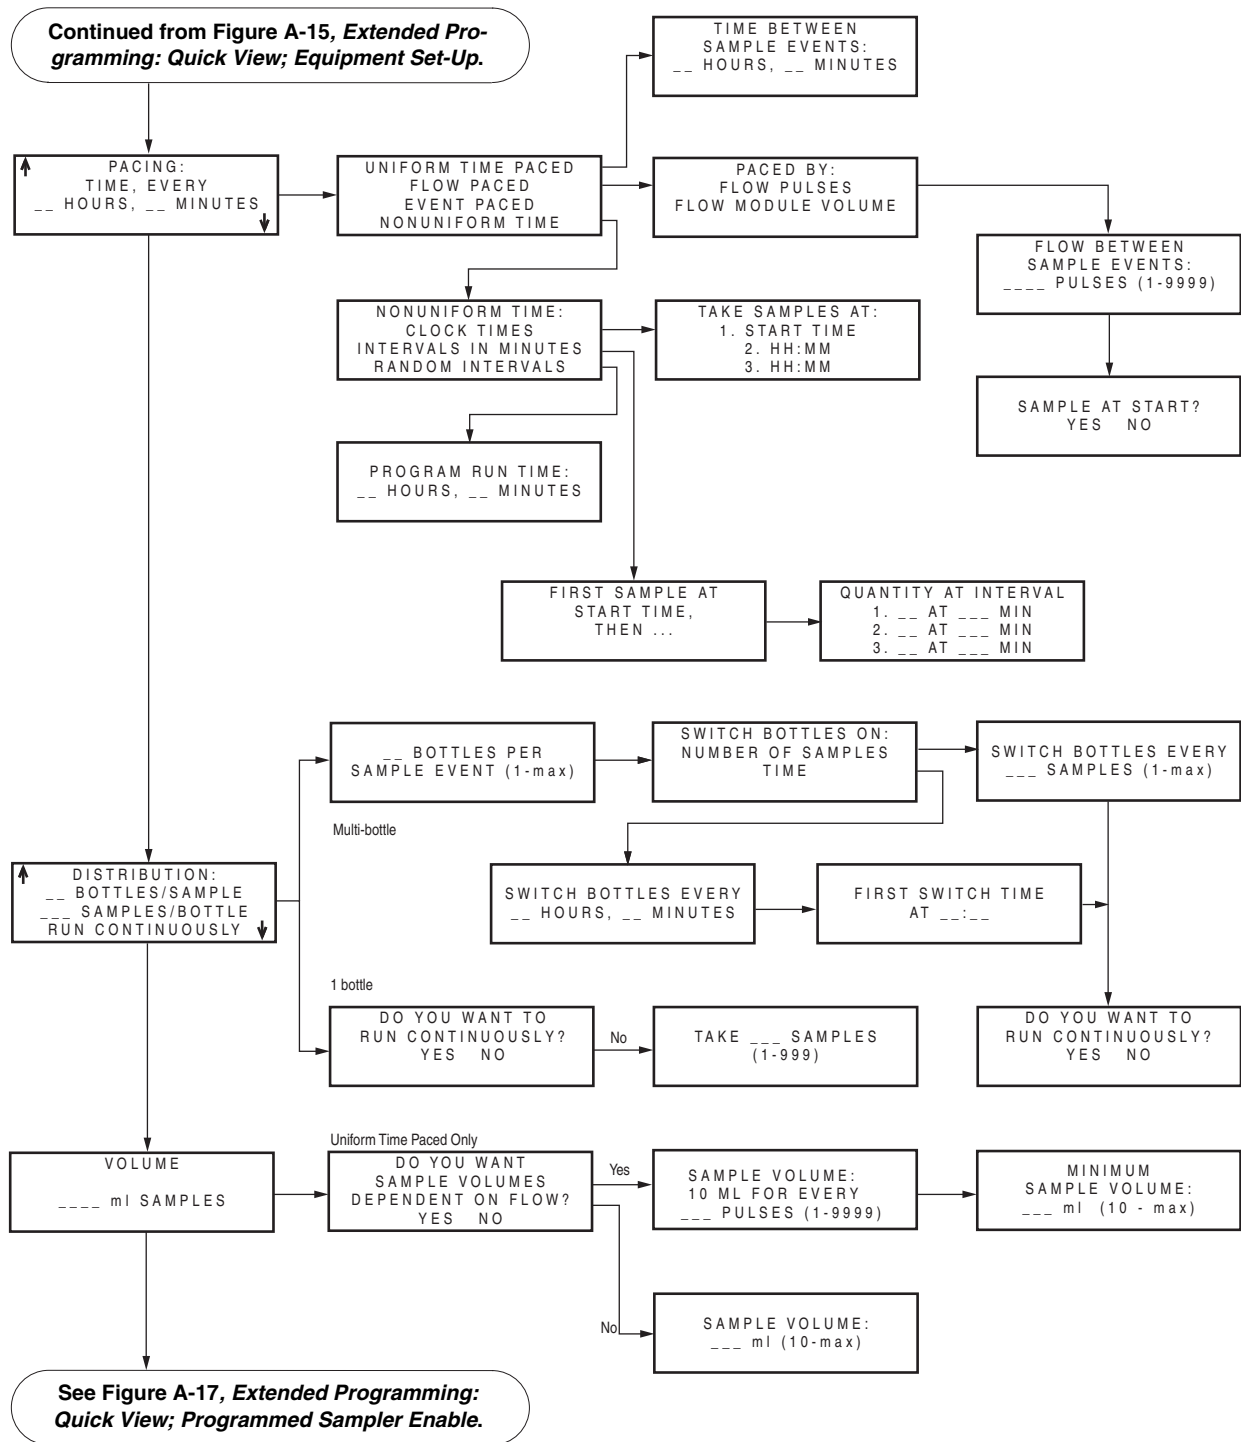 Continued from Figure A-15, Extended Pro-
gramming: Quick View; Equipment Set-Up.
TIME BETWEEN
SAMPLE EVENTS:
__ HOURS, __ MINUTES
PACING:
TIME, EVERY
__ HOURS, __ MINUTES
UNIFORM TIME PACED
FLOW PACED
EVENT PACED
NONUNIFORM TIME
PACED BY:
FLOW PULSES
FLOW MODULE VOLUME
FLOW BETWEEN
SAMPLE EVENTS:
____ PULSES (1-9999)
NONUNIFORM TIME:
CLOCK TIMES
INTERVALS IN MINUTES
RANDOM INTERVALS
TAKE SAMPLES AT:
1. START TIME
2. HH:MM
3. HH:MM
SAMPLE AT START?
YES NO
PROGRAM RUN TIME:
__ HOURS, __ MINUTES
FIRST SAMPLE AT
START TIME,
THEN ...
QUANTITY AT INTERVAL
1. __ AT ___ MIN
2. __ AT ___ MIN
3. __ AT ___ MIN
__ BOTTLES PER
SAMPLE EVENT (1-max)
SWITCH BOTTLES ON:
NUMBER OF SAMPLES
TIME
SWITCH BOTTLES EVERY
___ SAMPLES (1-max)
Multi-bottle
DISTRIBUTION:
__ BOTTLES/SAMPLE
___ SAMPLES/BOTTLE
RUN CONTINUOUSLY
SWITCH BOTTLES EVERY
__ HOURS, __ MINUTES
FIRST SWITCH TIME
AT __:__
1 bottle
DO YOU WANT TO
RUN CONTINUOUSLY?
YES NO
No
TAKE ___ SAMPLES
(1-999)
DO YOU WANT TO
RUN CONTINUOUSLY?
YES NO
Uniform Time Paced Only
VOLUME
____ ml SAMPLES
DO YOU WANT
SAMPLE VOLUMES
DEPENDENT ON FLOW?
YES NO
Yes
SAMPLE VOLUME:
10 ML FOR EVERY
___ PULSES (1-9999)
MINIMUM
SAMPLE VOLUME:
___ ml (10 - max)
No
SAMPLE VOLUME:
___ ml (10-max)
See Figure A-17, Extended Programming:
Quick View; Programmed Sampler Enable.